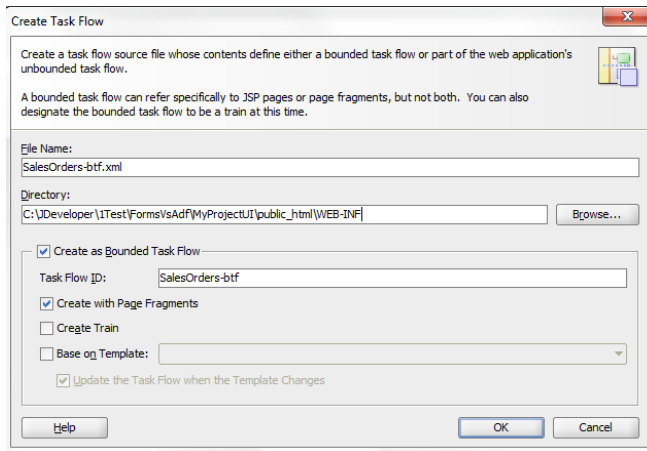 Create Task Flow
Create a task flow source file whose contents define either a bounded task flow or part of the web application's
unbounded task flow.
A bounded task flow can refer specifically to JSP pages or page fragments, but not both. You can also
designate the bounded task flow to be a train at this time.
File Name:
SalesOrders-btf.xml
Directory:
C:\JDeveloper\1Test\FormsVsAdf\MyProjectUI\public_html\WEB-INF
Browse...
Create as Bounded Task Flow
Task Flow ID: SalesOrders-btf
Create with Page Fragments
Create Train
Base on Template:
Update the Task Flow when the Template Changes
Help OK Cancel